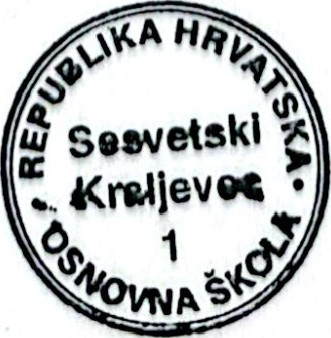 REPUBLIKA HRVATSKA
Sesvetski
Kraljevec
1
OSNOVNA ŠKOLA